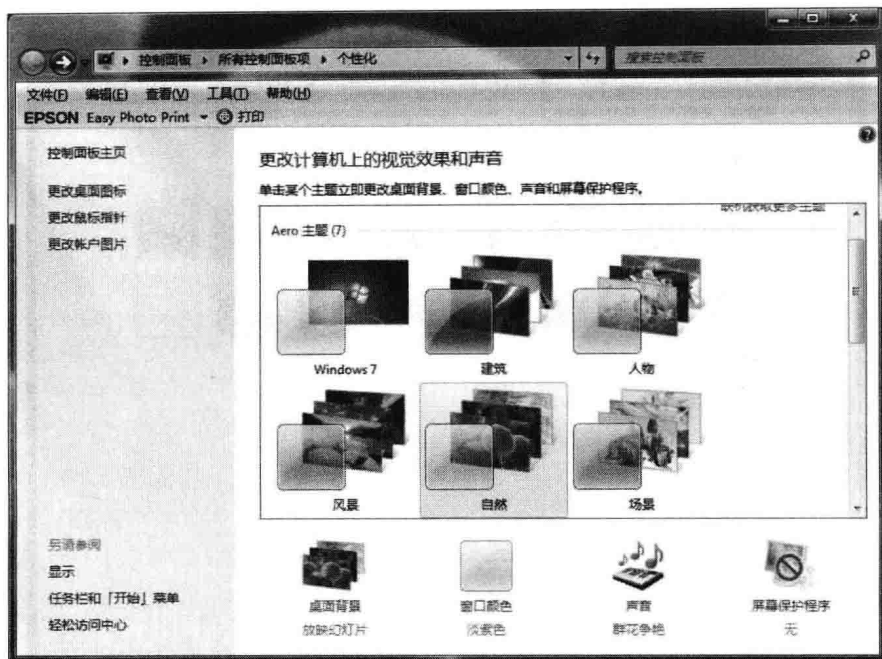 控制面板 ▸ 所有控制面板项 ▸ 个性化
搜索控制面板
文件(F) 编辑(E) 查看(V) 工具(T) 帮助(H)
EPSON Easy Photo Print 打印
控制面板主页
更改桌面图标
更改鼠标指针
更改帐户图片
更改计算机上的视觉效果和声音
单击某个主题立即更改桌面背景、窗口颜色、声音和屏幕保护程序。
联机获取更多主题
Aero 主题 (7)
Windows 7 建筑 人物
风景 自然 场景
另请参阅
显示
任务栏和「开始」菜单
轻松访问中心
桌面背景 窗口颜色 声音 屏幕保护程序
放映幻灯片 淡紫色 群花争艳 无